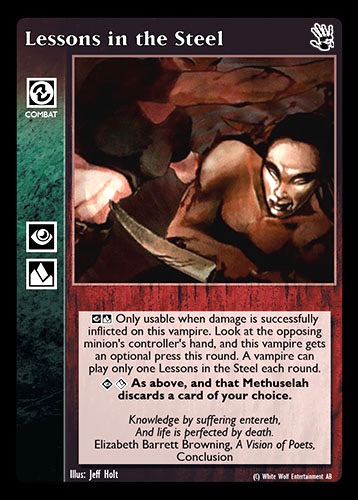 Lessons in the Steel
COMBAT
Only usable when damage is successfully
inflicted on this vampire. Look at the opposing
minion's controller's hand, and this vampire gets
an optional press this round. A vampire can
play only one Lessons in the Steel each round.
As above, and that Methuselah
discards a card of your choice.
Knowledge by suffering entereth,
And life is perfected by death.
Elizabeth Barrett Browning, A Vision of Poets,
Conclusion
Illus: Jeff Holt
(C) White Wolf Entertainment AB